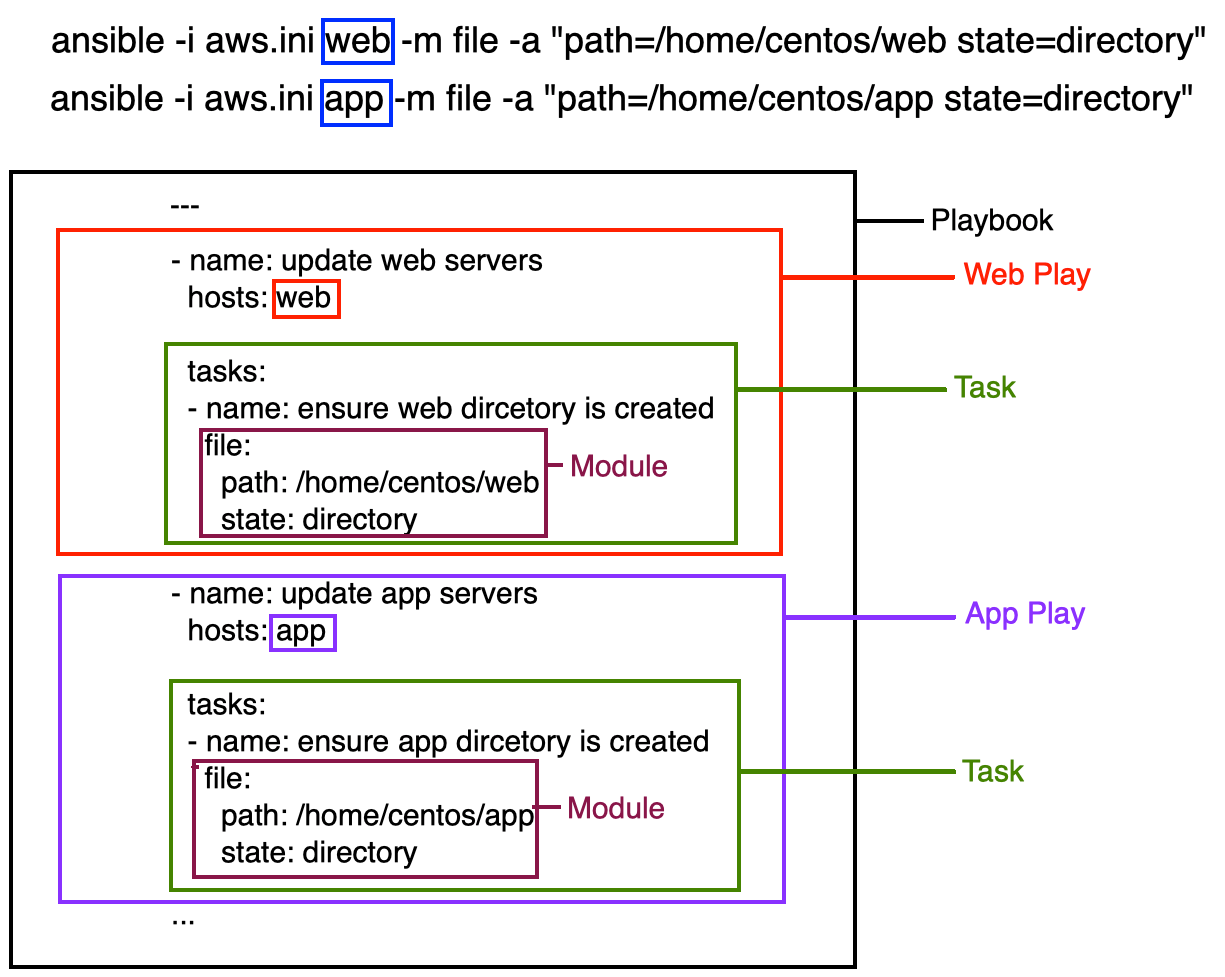 ansible -i aws.ini web -m file -a "path=/home/centos/web state=directory"
ansible -i aws.ini app -m file -a "path=/home/centos/app state=directory"
---
Playbook
- name: update web servers
Web Play
hosts: web
tasks:
Task
- name: ensure web dircetory is created
file:
Module
path: /home/centos/web
state: directory
- name: update app servers
App Play
hosts: app
tasks:
- name: ensure app dircetory is created
Task
file:
path: /home/centos/app
Module
state: directory
...